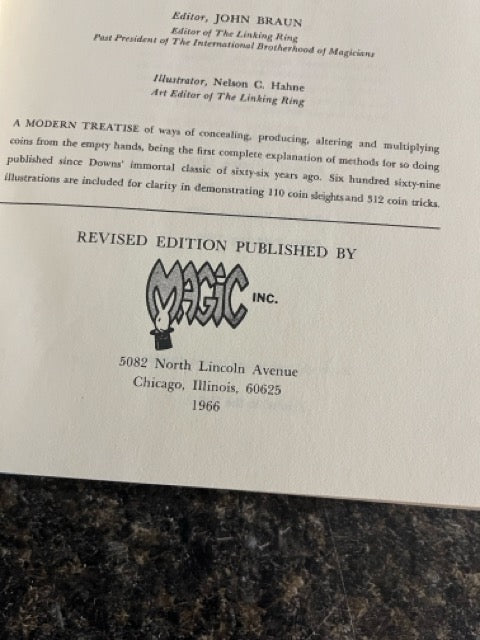 Editor, JOHN BRAUN
Editor of The Linking Ring
Past President of The International Brotherhood of Magicians
Illustrator, Nelson C. Hahne
Art Editor of The Linking Ring
A MODERN TREATISE of ways of concealing, producing, altering and multiplying
coins from the empty hands, being the first complete explanation of methods for so doing
published since Downs' immortal classic of sixty-six years ago. Six hundred sixty-nine
illustrations are included for clarity in demonstrating 110 coin sleights and 312 coin tricks.
REVISED EDITION PUBLISHED BY
MAGIC INC.
5082 North Lincoln Avenue
Chicago, Illinois, 60625
1966